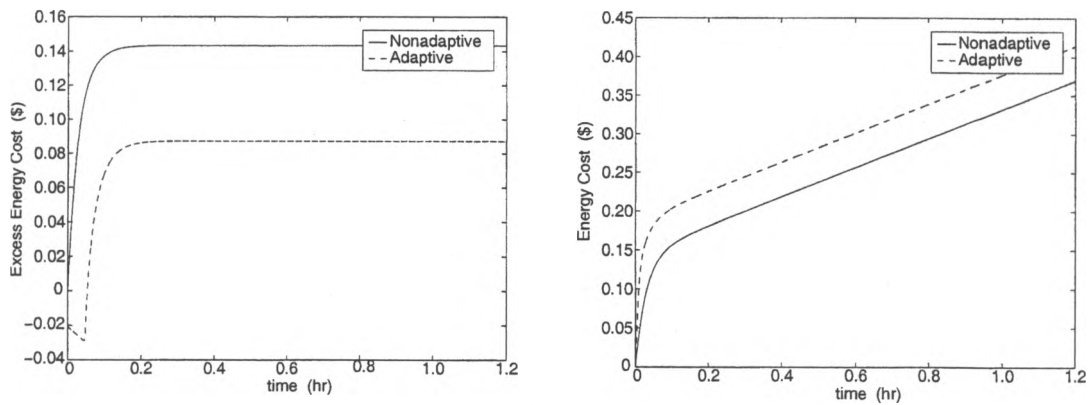 0.16
0.14
0.12
0.10
0.08
0.06
0.04
0.02
0
−0.02
−0.04
Excess Energy Cost ($)
Nonadaptive
Adaptive
0 0.2 0.4 0.6 0.8 1.0 1.2
time (hr)
0.50
0.45
0.40
0.35
0.30
0.25
0.20
0.15
0.10
0.05
0
Energy Cost ($)
Nonadaptive
Adaptive
0 0.2 0.4 0.6 0.8 1.0 1.2
time (hr)